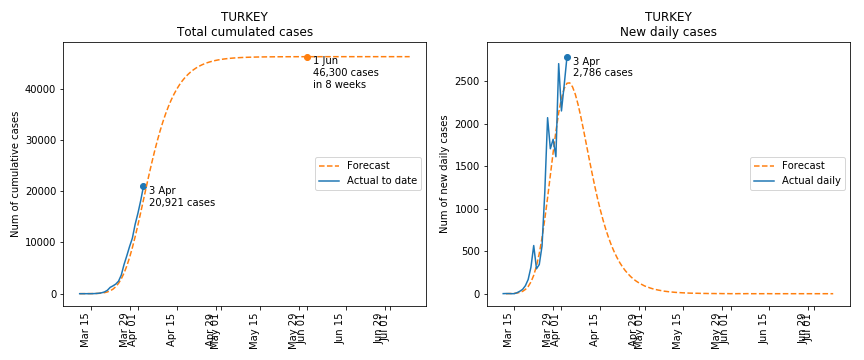 TURKEY
Total cumulated cases
Num of cumulative cases
40000
30000
20000
10000
0
1 Jun
46,300 cases
in 8 weeks
3 Apr
20,921 cases
Forecast
Actual to date
Mar 15
Mar 29
Apr 01
Apr 15
Apr 29
May 01
May 15
May 29
Jun 01
Jun 15
Jun 29
Jul 01
TURKEY
New daily cases
Num of new daily cases
2500
2000
1500
1000
500
0
3 Apr
2,786 cases
Forecast
Actual daily
Mar 15
Mar 29
Apr 01
Apr 15
Apr 29
May 01
May 15
May 29
Jun 01
Jun 15
Jun 29
Jul 01